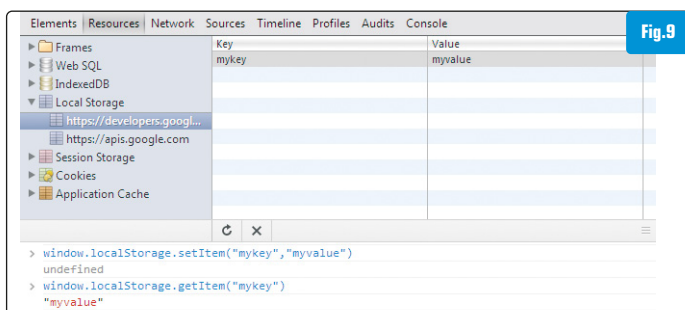 Elements Resources Network Sources Timeline Profiles Audits Console
Fig.9
Frames
Web SQL
IndexedDB
Local Storage
https://developers.googl...
https://apis.google.com
Session Storage
Cookies
Application Cache
Key Value
mykey myvalue
> window.localStorage.setItem("mykey","myvalue")
undefined
> window.localStorage.getItem("mykey")
"myvalue"